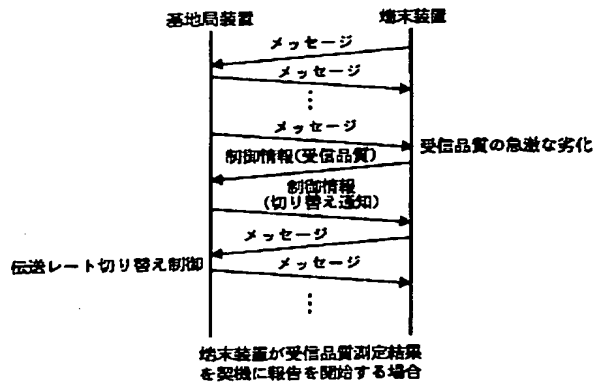 基地局装置
端末装置
メッセージ
メッセージ
メッセージ
受信品質の急激な劣化
制御情報(受信品質)
制御情報
(切り替え通知)
メッセージ
伝送レート切り替え制御
メッセージ
端末装置が受信品質測定結果
を契機に報告を開始する場合